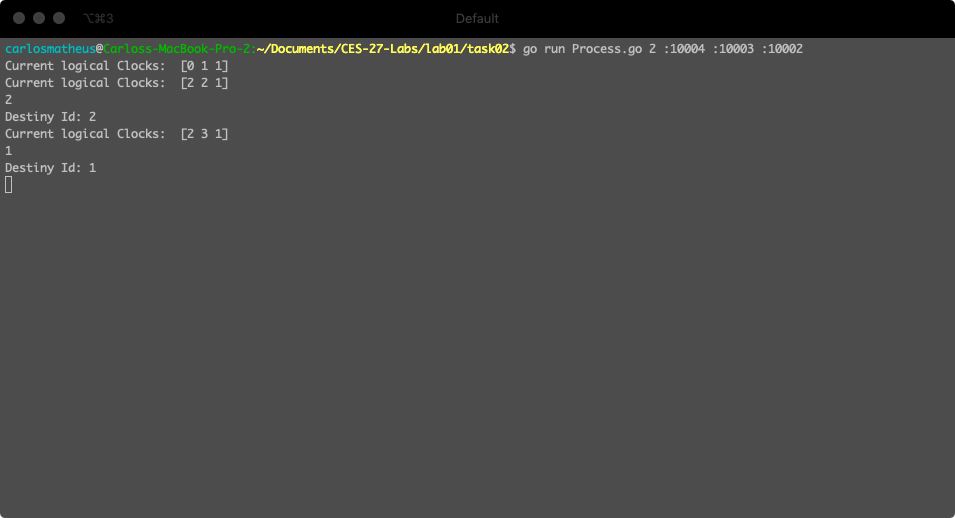 ⌥⌘3
Default
carlosmatheus@Carloss-MacBook-Pro-2:~/Documents/CES-27-Labs/lab01/task02$ go run Process.go 2 :10004 :10003 :10002
Current logical Clocks:  [0 1 1]
Current logical Clocks:  [2 2 1]
2
Destiny Id: 2
Current logical Clocks:  [2 3 1]
1
Destiny Id: 1